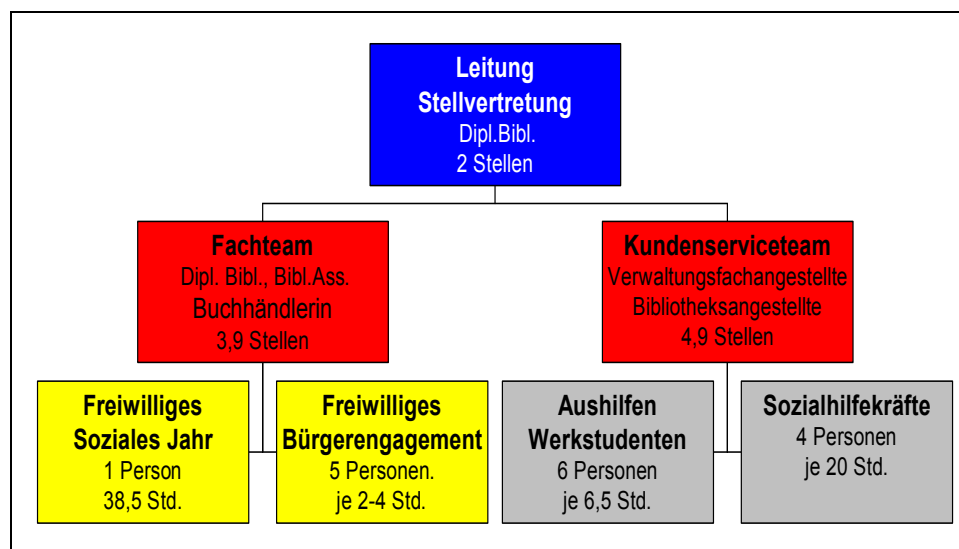 Leitung
Stellvertretung
Dipl.Bibl.
2 Stellen
Fachteam
Dipl. Bibl., Bibl.Ass.
Buchhändlerin
3,9 Stellen
Kundenserviceteam
Verwaltungsfachangestellte
Bibliotheksangestellte
4,9 Stellen
Freiwilliges
Soziales Jahr
1 Person
38,5 Std.
Freiwilliges
Bürgerengagement
5 Personen.
je 2-4 Std.
Aushilfen
Werkstudenten
6 Personen
je 6,5 Std.
Sozialhilfekräfte
4 Personen
je 20 Std.